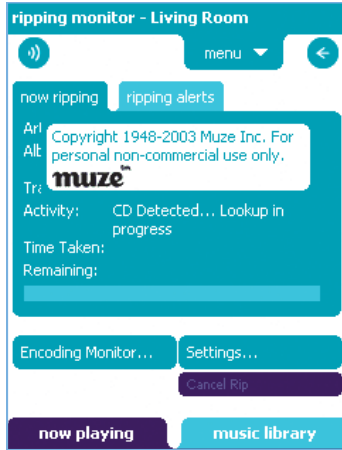 ripping monitor - Living Room
menu
now ripping
ripping alerts
Copyright 1948-2003 Muze Inc. For
personal non-commercial use only.
muze
Activity: CD Detected... Lookup in
progress
Time Taken:
Remaining:
Encoding Monitor...
Settings...
Cancel Rip
now playing
music library